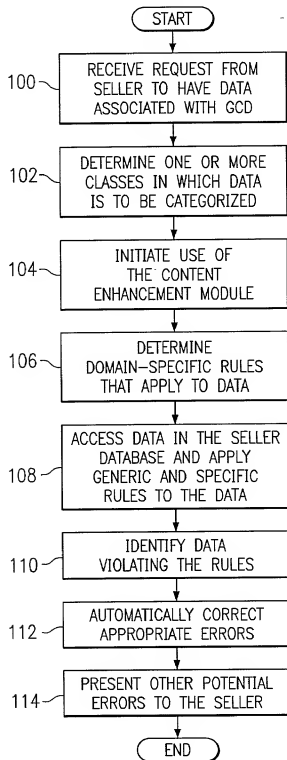 START
100
RECEIVE REQUEST FROM
SELLER TO HAVE DATA
ASSOCIATED WITH GCD
102
DETERMINE ONE OR MORE
CLASSES IN WHICH DATA
IS TO BE CATEGORIZED
104
INITIATE USE OF
THE CONTENT
ENHANCEMENT MODULE
106
DETERMINE
DOMAIN-SPECIFIC RULES
THAT APPLY TO DATA
108
ACCESS DATA IN THE SELLER
DATABASE AND APPLY
GENERIC AND SPECIFIC
RULES TO THE DATA
110
IDENTIFY DATA
VIOLATING THE RULES
112
AUTOMATICALLY CORRECT
APPROPRIATE ERRORS
114
PRESENT OTHER POTENTIAL
ERRORS TO THE SELLER
END